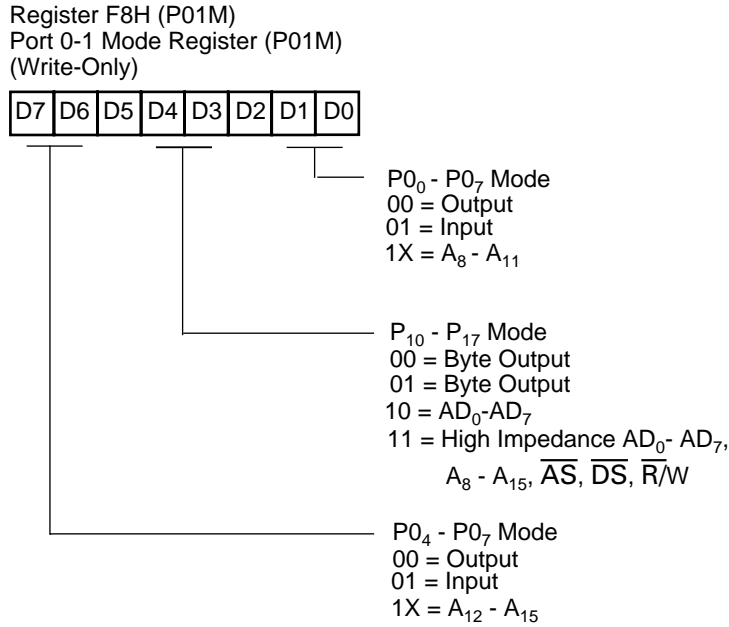 Register F8H (P01M)
Port 0-1 Mode Register (P01M)
(Write-Only)
D7 D6 D5 D4 D3 D2 D1 D0
P0₀ - P0₇ Mode
00 = Output
01 = Input
1X = A₈ - A₁₁
P₁₀ - P₁₇ Mode
00 = Byte Output
01 = Byte Output
10 = AD₀-AD₇
11 = High Impedance AD₀- AD₇,
A₈ - A₁₅, A̅S̅, D̅S̅, R̅/W
P0₄ - P0₇ Mode
00 = Output
01 = Input
1X = A₁₂ - A₁₅